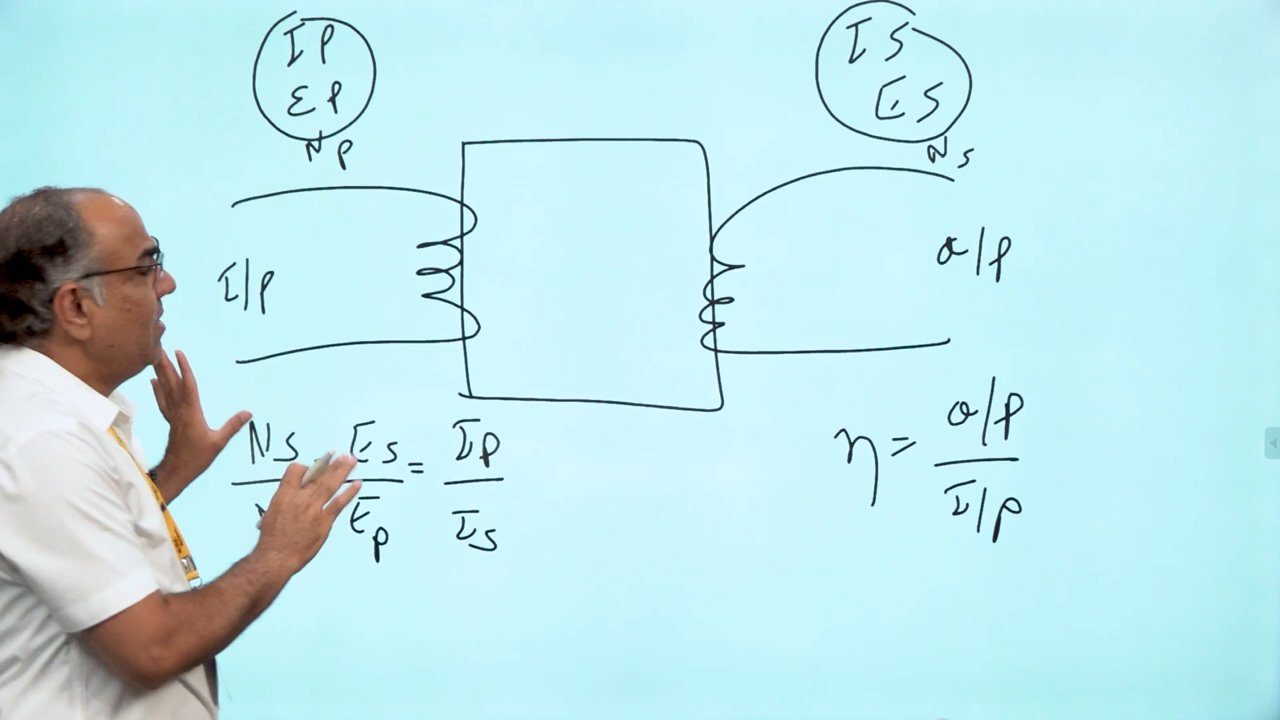 IP
EP
NP
IS
ES
Ns
I/p
o/p
Ns Es = Ip
Ep Is
η = o/p
I/p